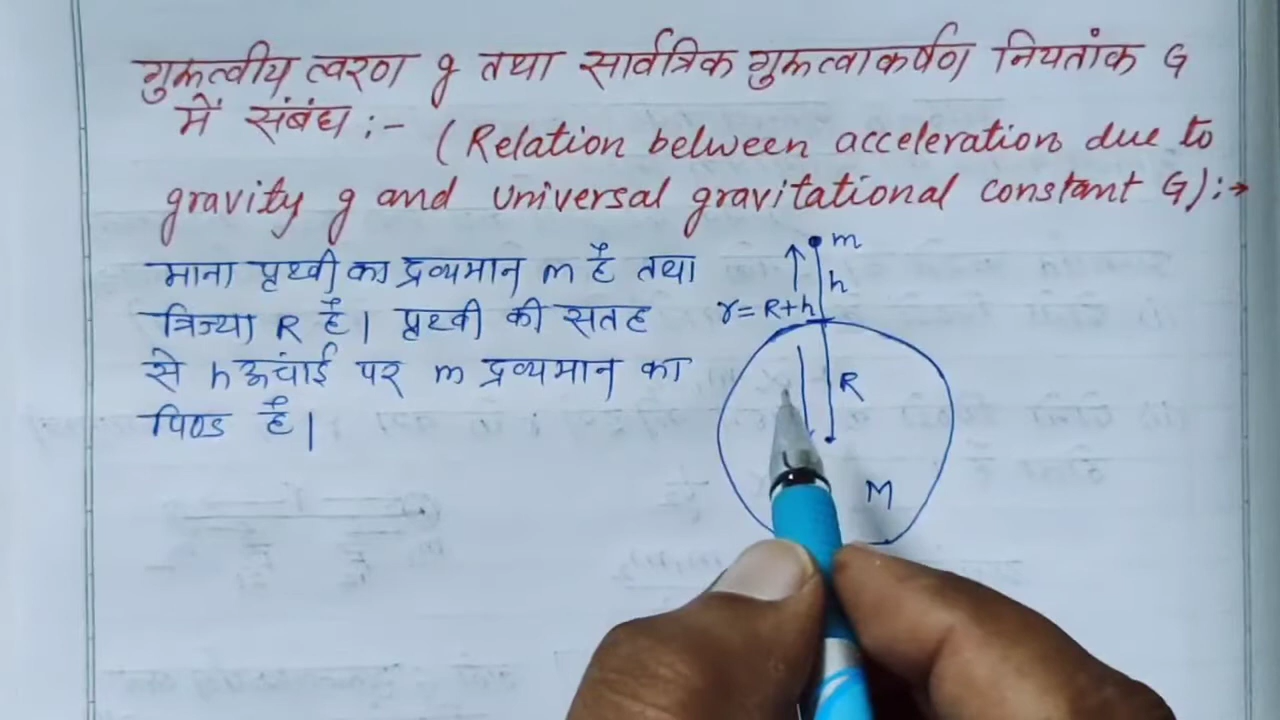 गुरुत्वीय त्वरण g तथा सार्वत्रिक गुरुत्वाकर्षण नियतांक G
में संबंध :-
(Relation between acceleration due to
gravity g and Universal gravitational constant G):→
माना पृथ्वी का द्रव्यमान m है तथा
त्रिज्या R है। पृथ्वी की सतह
से h ऊंचाई पर m द्रव्यमान का
पिण्ड है।
m
h
r = R+h
R
M